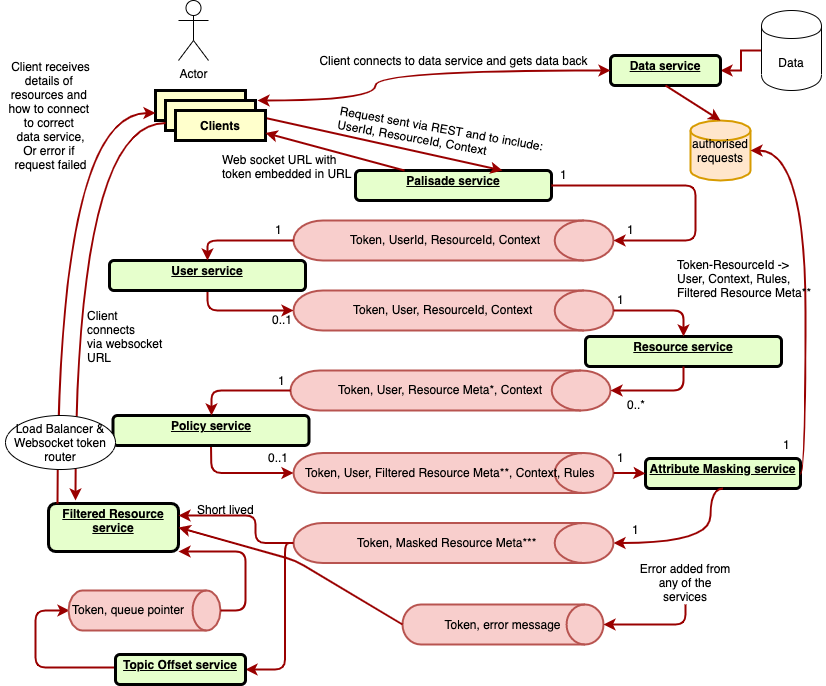 Actor
Client receives
details of
resources and
how to connect
to correct
data service,
Or error if
request failed
Client connects to data service and gets data back
Data service
Data
Clients
Request sent via REST and to include:
UserId, ResourceId, Context
authorised
requests
Web socket URL with
token embedded in URL
Palisade service
1
1
Token, UserId, ResourceId, Context
1
User service
Token-ResourceId ->
User, Context, Rules,
Filtered Resource Meta**
0..1
Token, User, ResourceId, Context
1
Client
connects
via websocket
URL
Resource service
1
Token, User, Resource Meta*, Context
0..*
Load Balancer &
Websocket token
router
Policy service
1
0..1
Token, User, Filtered Resource Meta**, Context, Rules
1
Attribute Masking service
Filtered Resource
service
Short lived
Token, Masked Resource Meta***
1
Error added from
any of the
services
Token, queue pointer
Token, error message
Topic Offset service